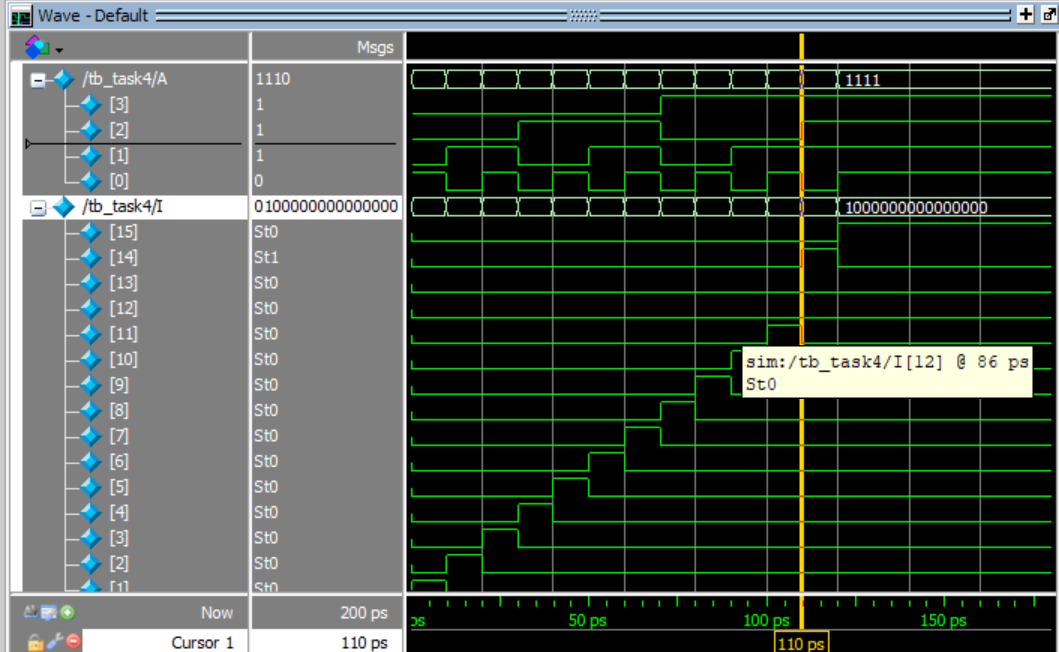 Wave - Default
Msgs
/tb_task4/A 1110 1111
[3] 1
[2] 1
[1] 1
[0] 0
/tb_task4/I 0100000000000000 1000000000000000
[15] St0
[14] St1
[13] St0
[12] St0
[11] St0
[10] St0
sim:/tb_task4/I[12] @ 86 ps
St0
[9] St0
[8] St0
[7] St0
[6] St0
[5] St0
[4] St0
[3] St0
[2] St0
[1] St0
Now 200 ps ps 50 ps 100 ps 150 ps
Cursor 1 110 ps 110 ps